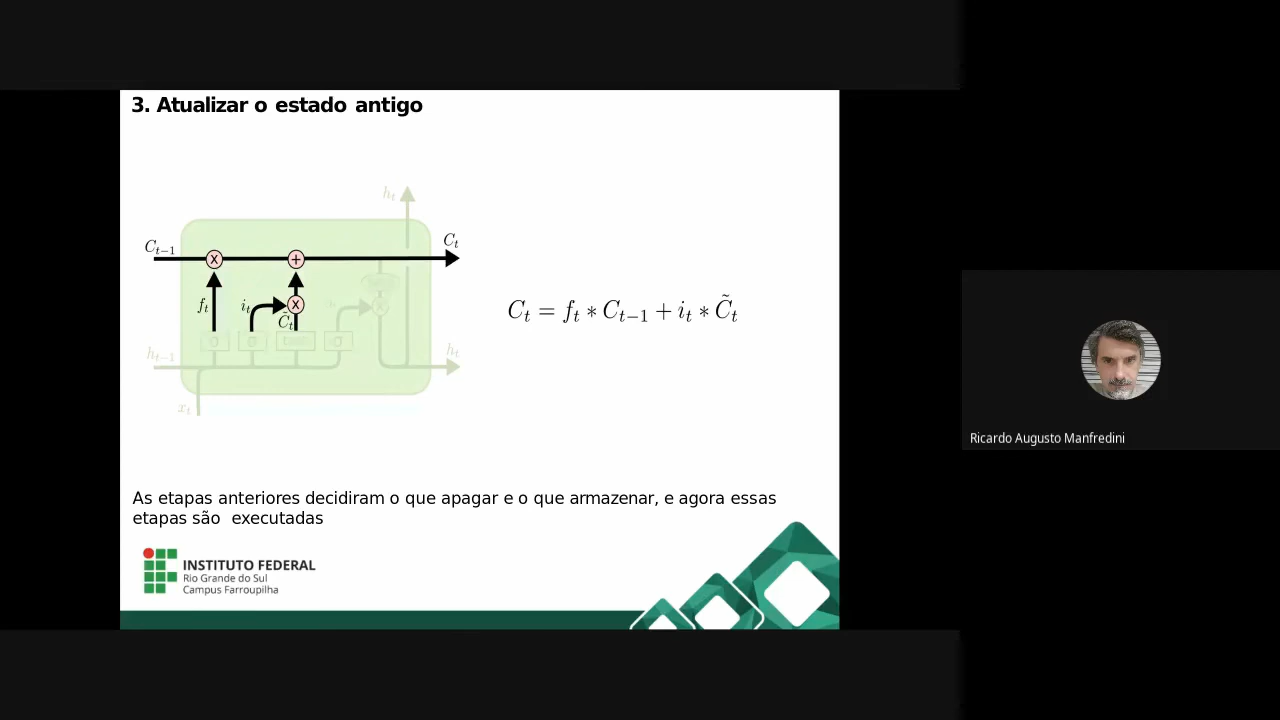 3. Atualizar o estado antigo
h_t
C_{t-1}
C_t
x
+
f_t
i_t
x
C̃_t
σ
σ
tanh
σ
h_{t-1}
h_t
x_t
C_t = f_t * C_{t-1} + i_t * C̃_t
As etapas anteriores decidiram o que apagar e o que armazenar, e agora essas
etapas são executadas
INSTITUTO FEDERAL
Rio Grande do Sul
Campus Farroupilha
Ricardo Augusto Manfredini